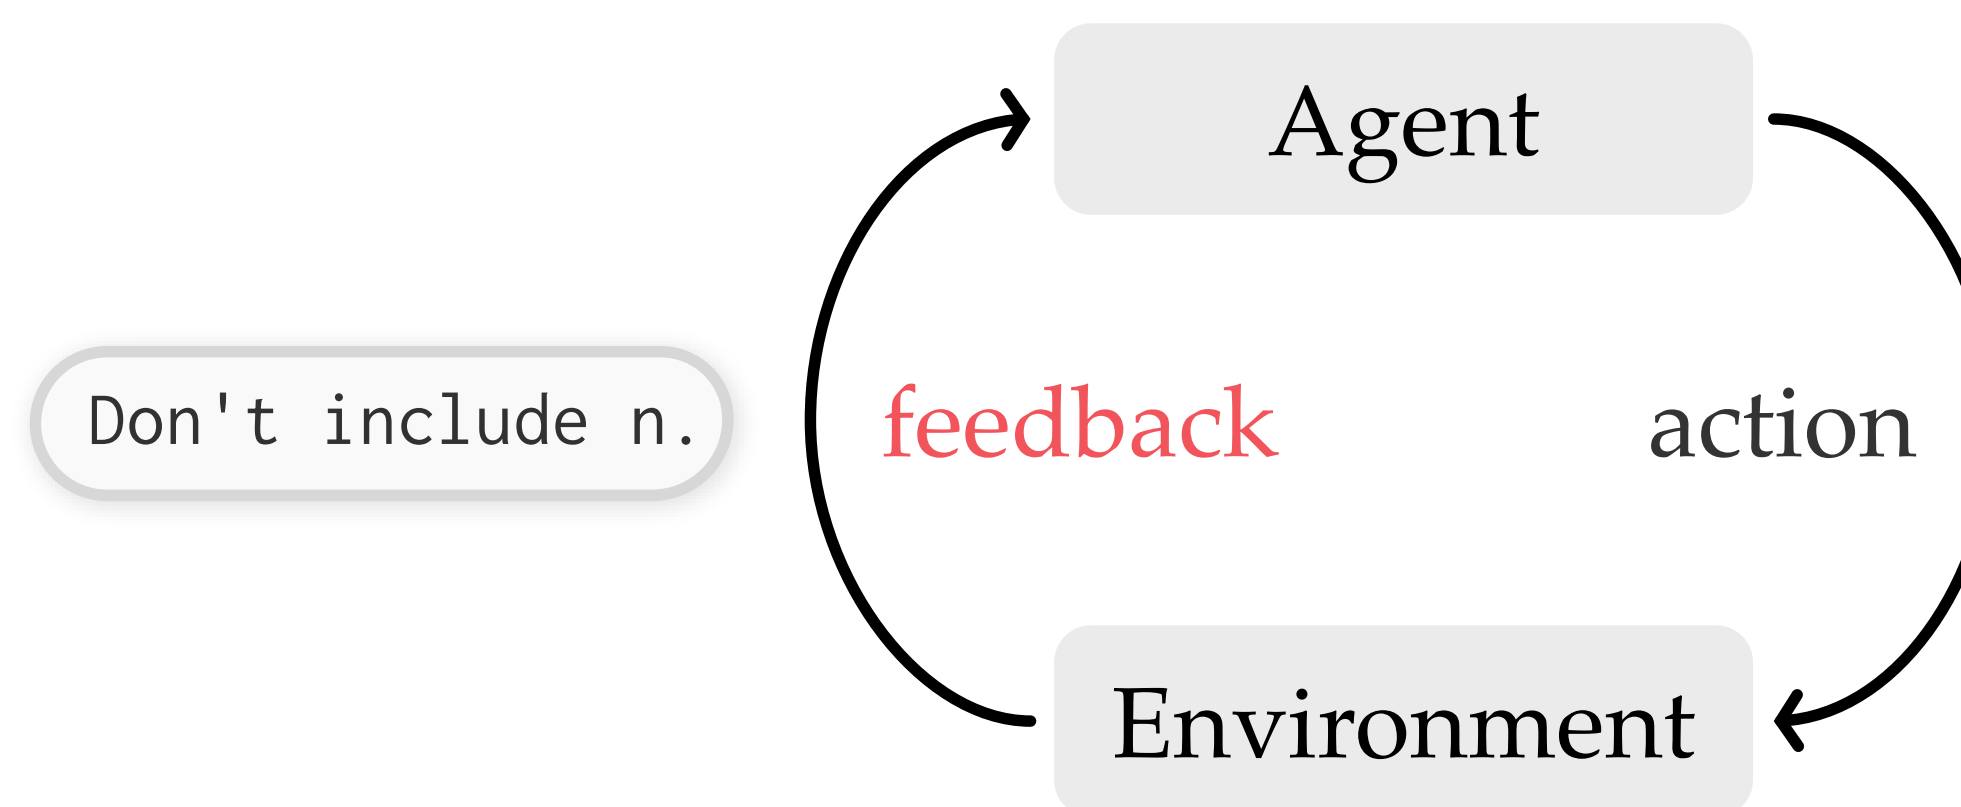 Agent
Don't include n.
feedback
action
Environment